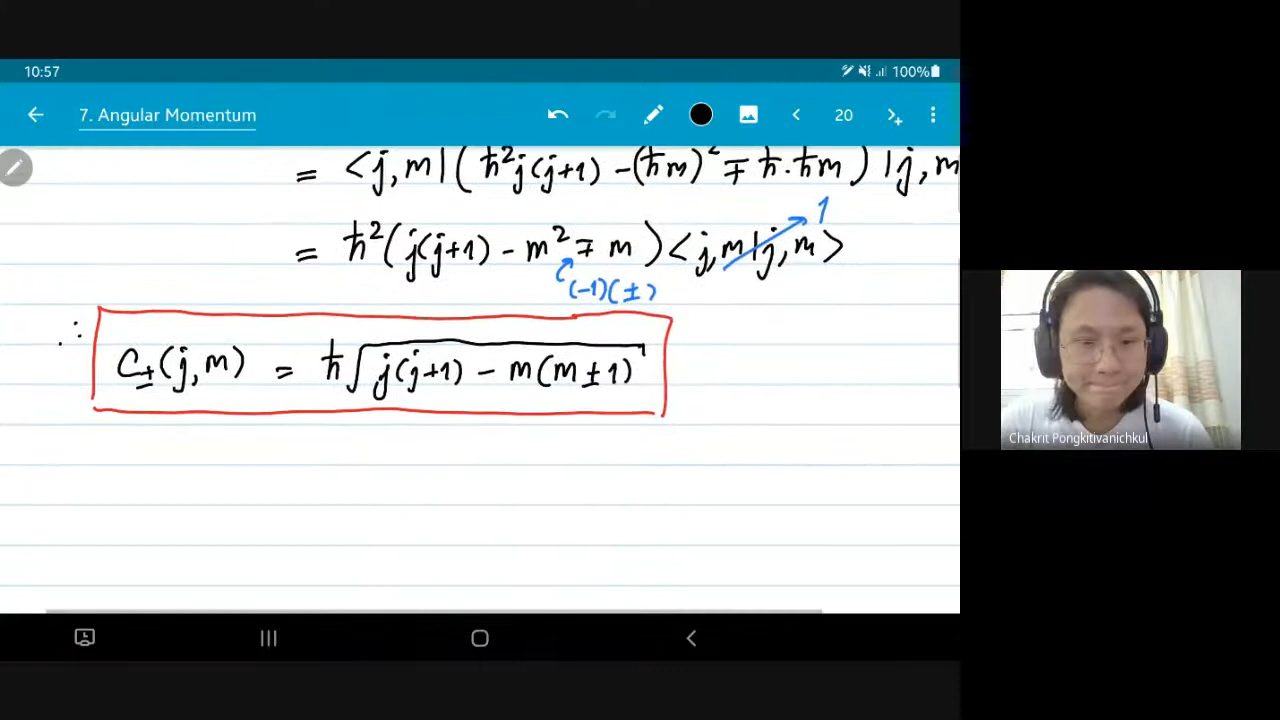 10:57
100%
7. Angular Momentum
20
= <j,m|(ħ²j(j+1) -(ħm)² ∓ ħ·ħm) |j,m
= ħ²(j(j+1) - m² ∓ m)<j,m|j,m> 1
(-1)(±)
∴ C±(j,m) = ħ√j(j+1) - m(m±1)
Chakrit Pongkitivanichkul